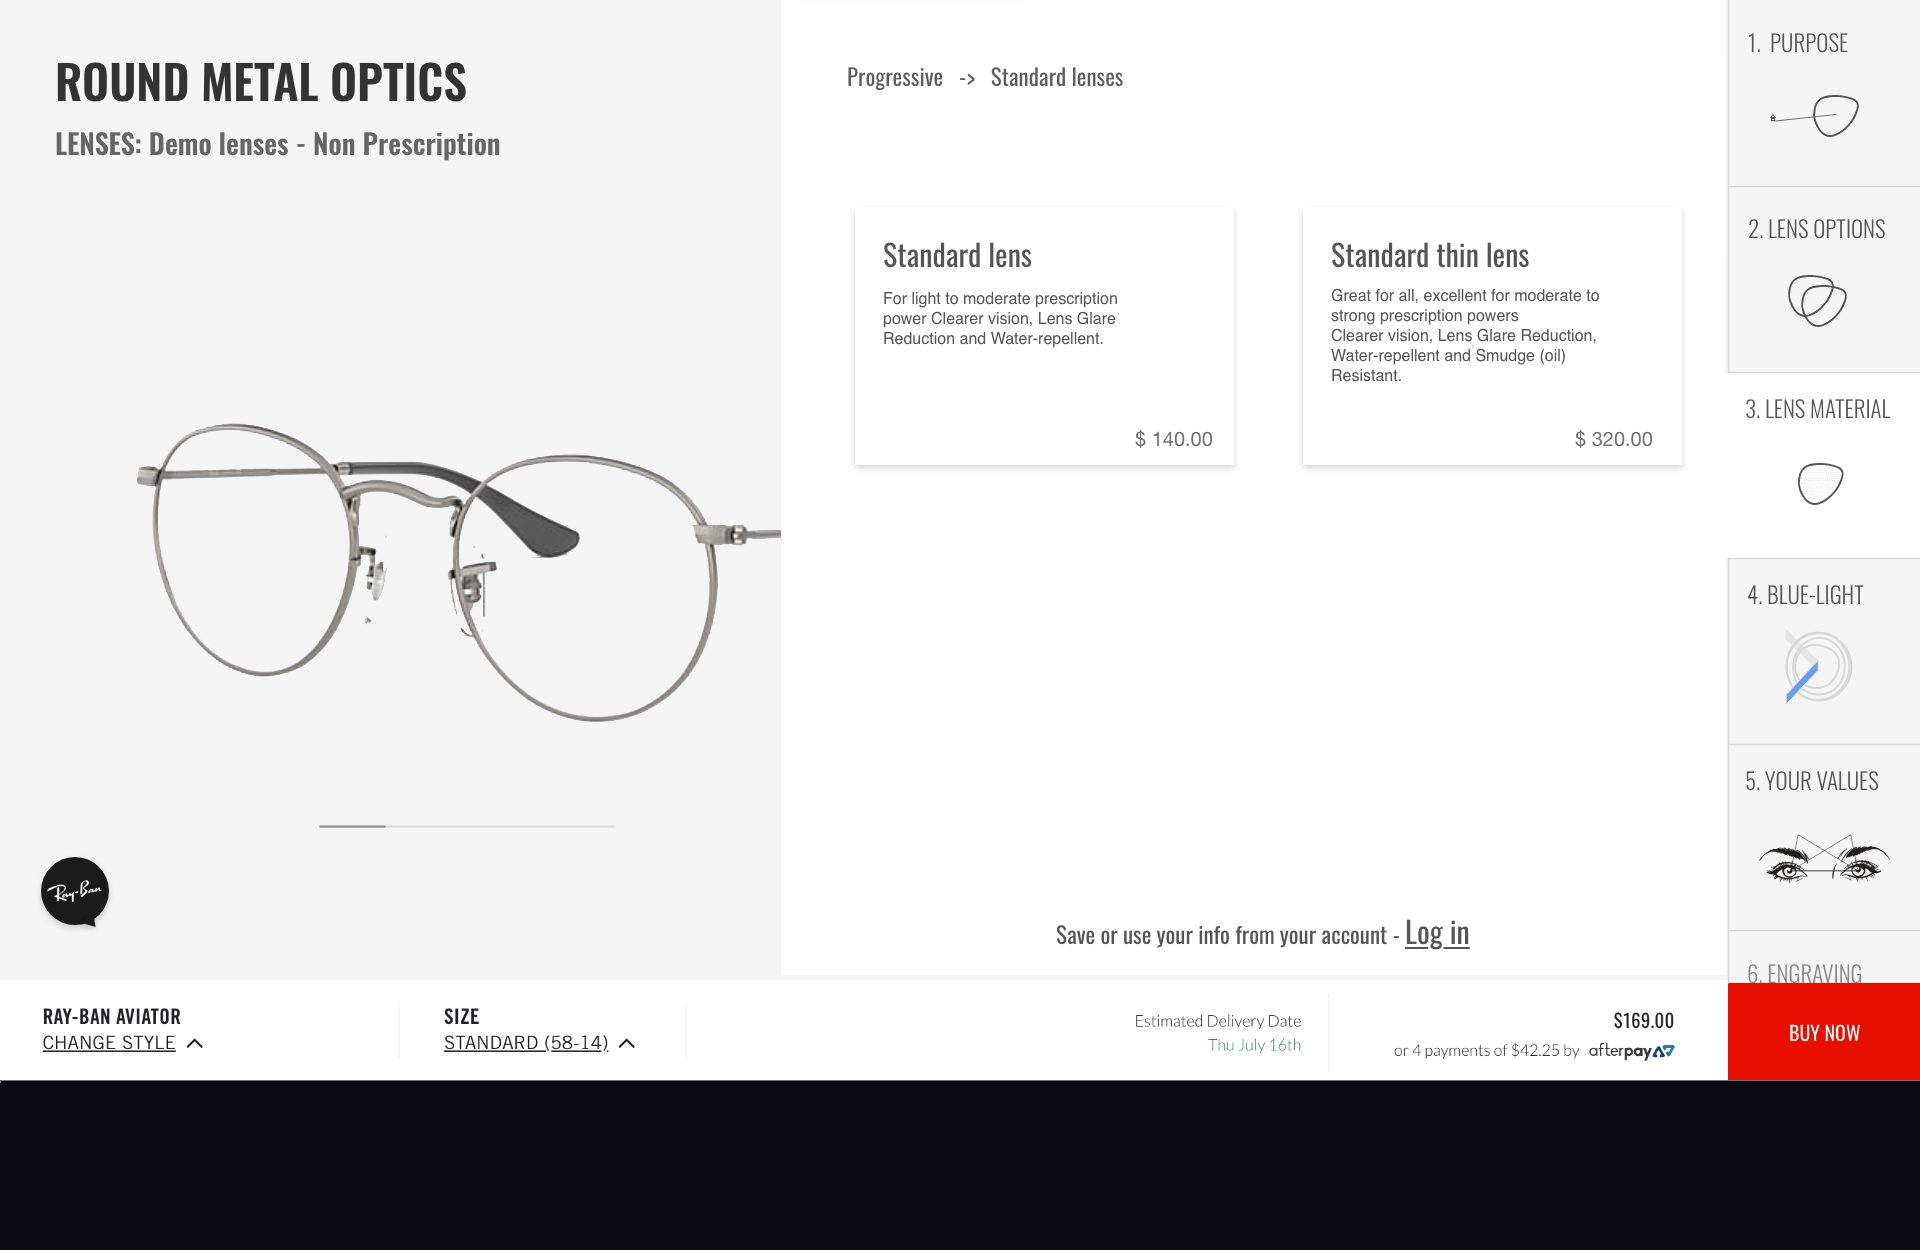 ROUND METAL OPTICS
LENSES: Demo lenses - Non Prescription
Ray-Ban
Progressive -> Standard lenses
Standard lens
For light to moderate prescription
power Clearer vision, Lens Glare
Reduction and Water-repellent.
$ 140.00
Standard thin lens
Great for all, excellent for moderate to
strong prescription powers
Clearer vision, Lens Glare Reduction,
Water-repellent and Smudge (oil)
Resistant.
$ 320.00
Save or use your info from your account - Log in
1. PURPOSE
2. LENS OPTIONS
3. LENS MATERIAL
4. BLUE-LIGHT
5. YOUR VALUES
6. ENGRAVING
RAY-BAN AVIATOR
CHANGE STYLE
SIZE
STANDARD (58-14)
Estimated Delivery Date
Thu July 16th
$169.00
or 4 payments of $42.25 by afterpay
BUY NOW